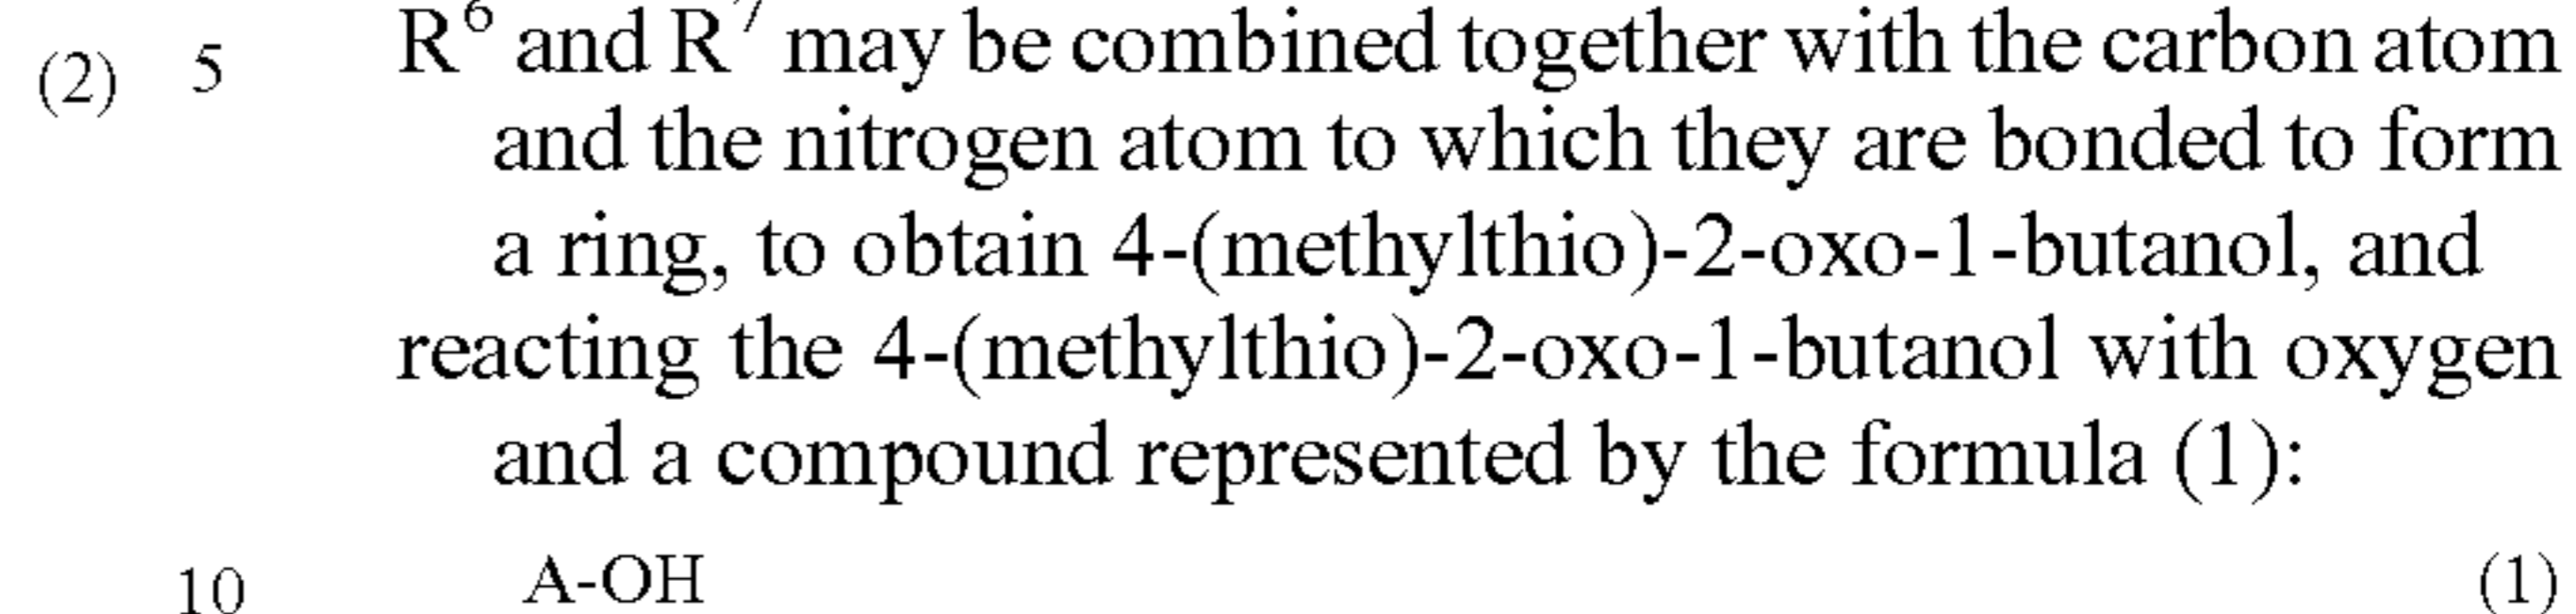 (2) 5 R⁶ and R⁷ may be combined together with the carbon atom
and the nitrogen atom to which they are bonded to form
a ring, to obtain 4-(methylthio)-2-oxo-1-butanol, and
reacting the 4-(methylthio)-2-oxo-1-butanol with oxygen
and a compound represented by the formula (1):
10 A-OH (1)